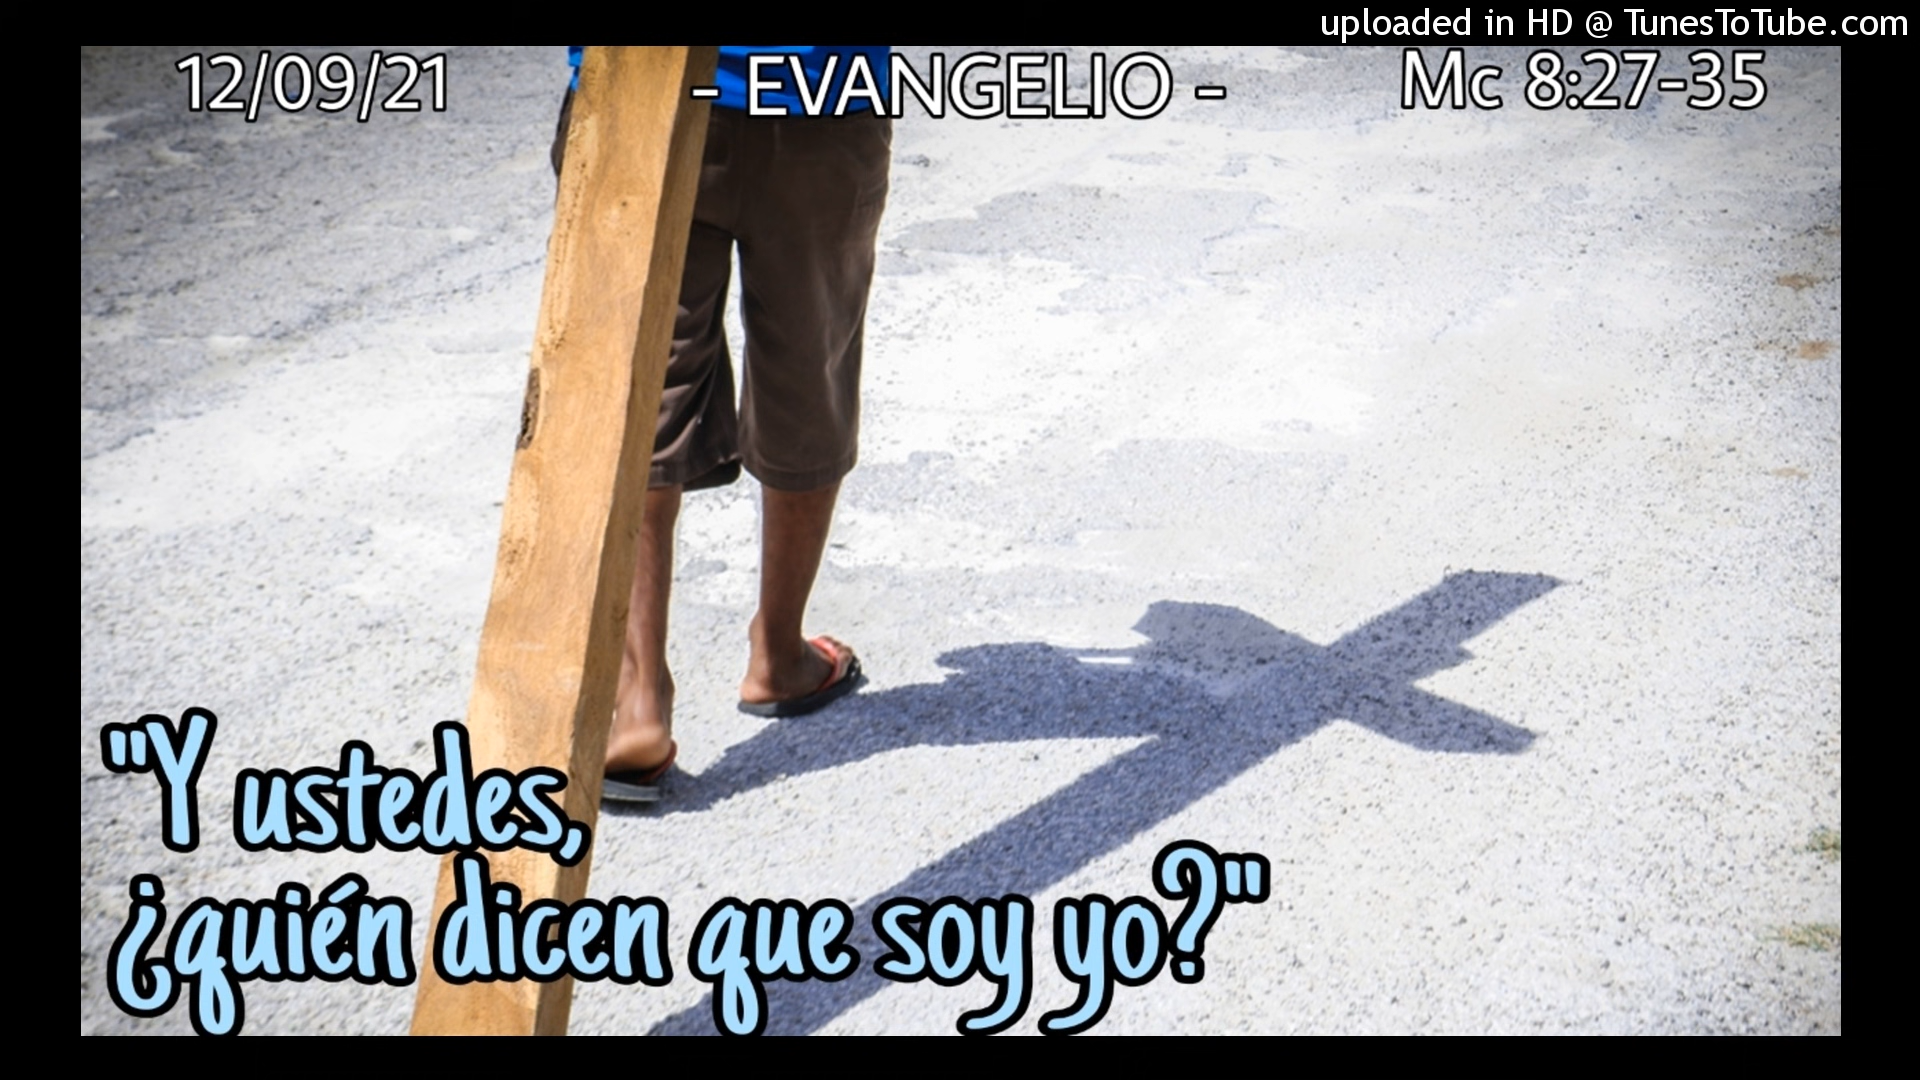 uploaded in HD @ TunesToTube.com
12/09/21 - EVANGELIO - Mc 8:27-35
"Y ustedes,
¿quién dicen que soy yo?"